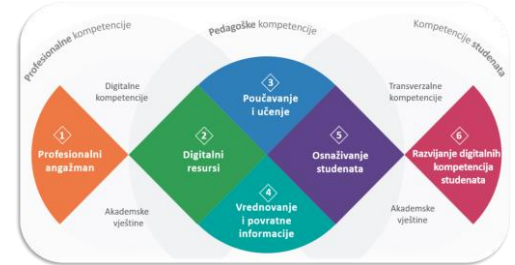 Profesionalne kompetencije
Pedagoške kompetencije
Kompetencije studenata
Digitalne
kompetencije
Transverzalne
kompetencije
1
Profesionalni
angažman
2
Digitalni
resursi
3
Poučavanje
i učenje
4
Vrednovanje
i povratne
informacije
5
Osnaživanje
studenata
6
Razvijanje digitalnih
kompetencija
studenata
Akademske
vještine
Akademske
vještine